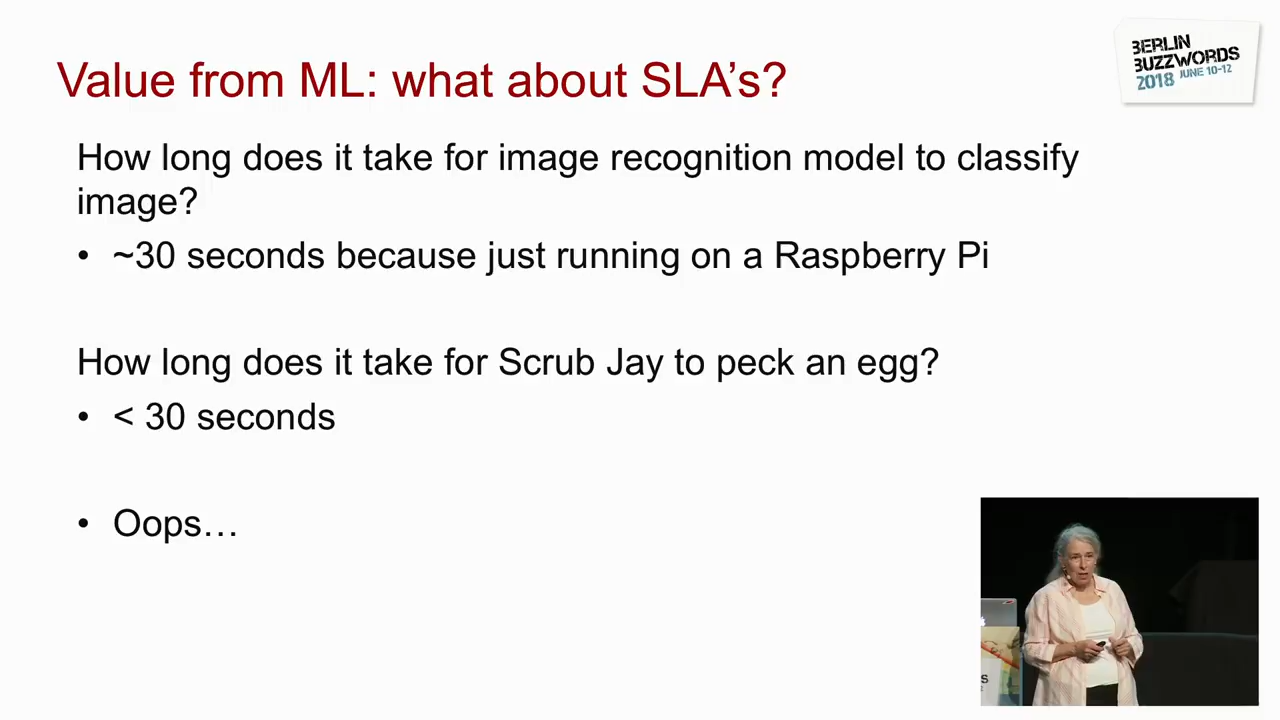 BERLIN
BUZZWORDS
2018 JUNE 10-12
Value from ML: what about SLA’s?
How long does it take for image recognition model to classify
image?
• ~30 seconds because just running on a Raspberry Pi
How long does it take for Scrub Jay to peck an egg?
• < 30 seconds
• Oops…